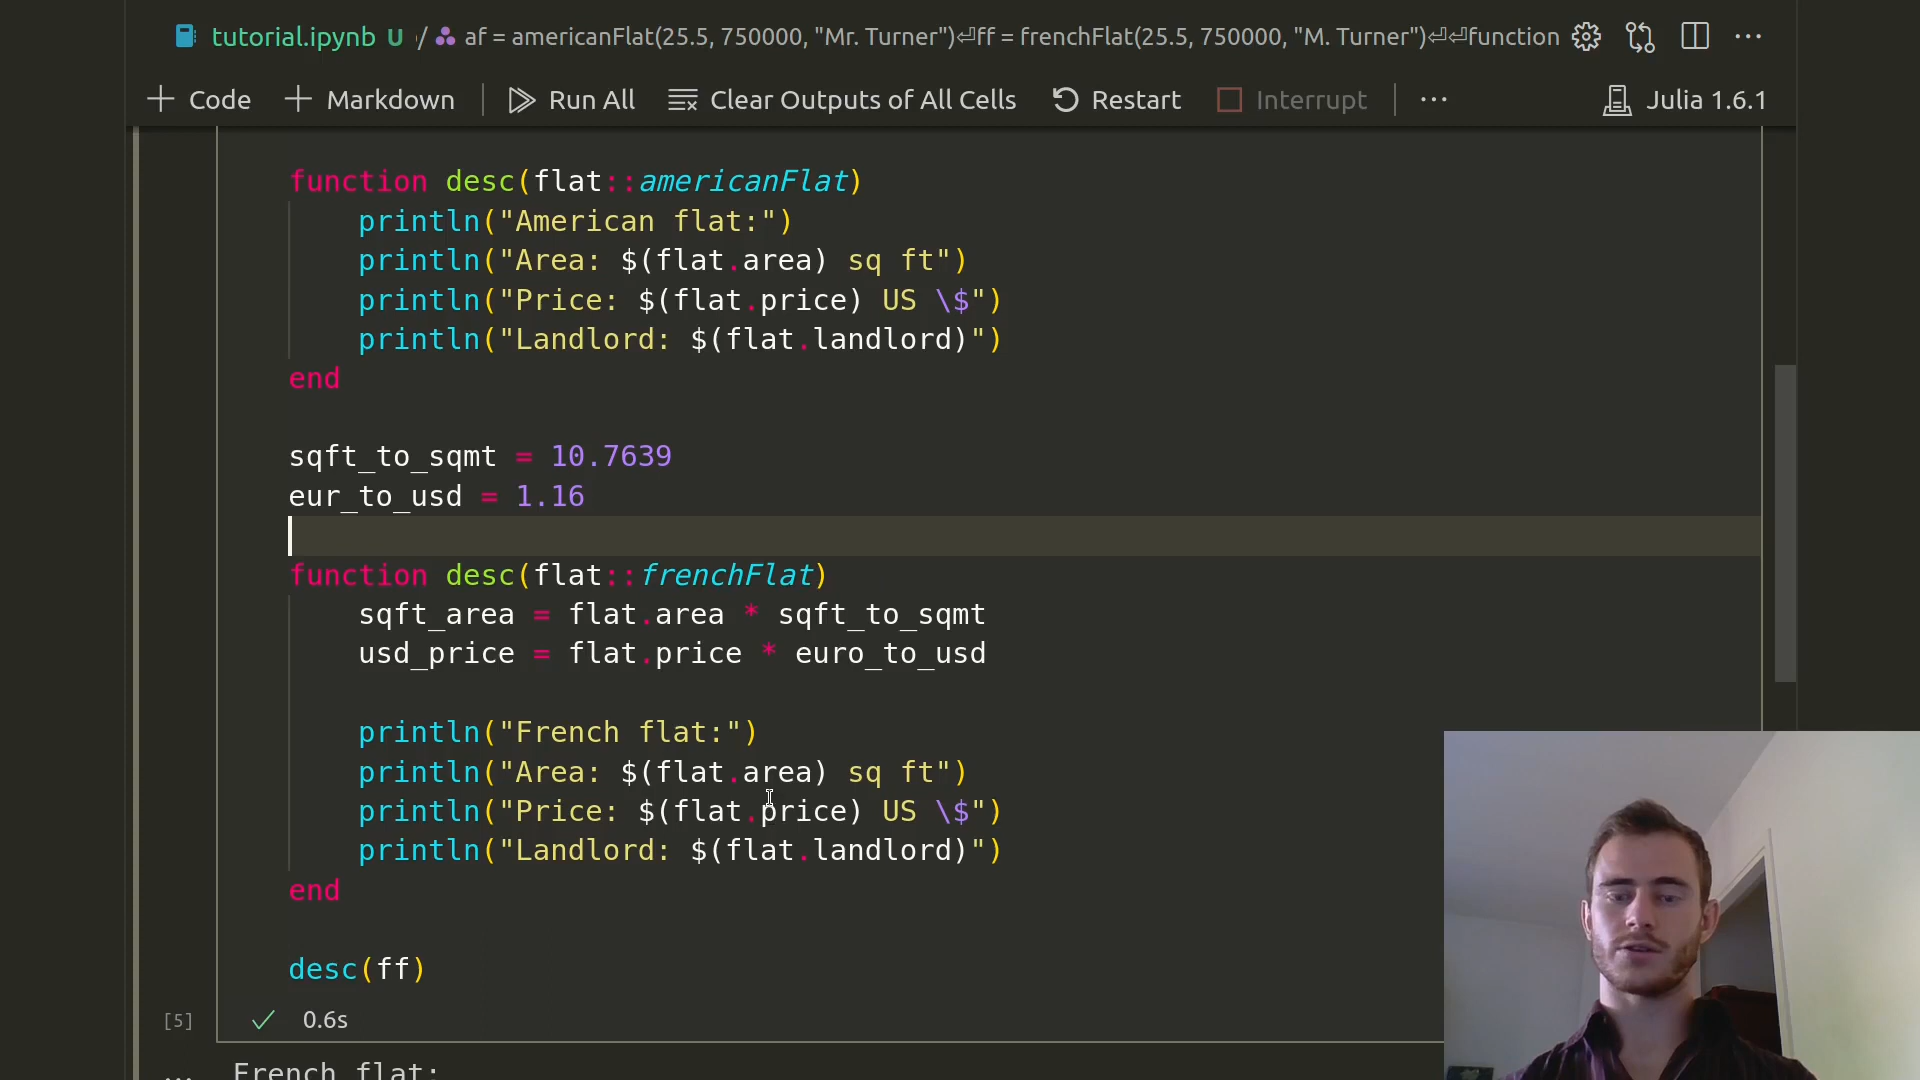 tutorial.ipynb U / af = americanFlat(25.5, 750000, "Mr. Turner")⏎ff = frenchFlat(25.5, 750000, "M. Turner")⏎⏎function
Code Markdown Run All Clear Outputs of All Cells Restart Interrupt ... Julia 1.6.1
function desc(flat::americanFlat)
    println("American flat:")
    println("Area: $(flat.area) sq ft")
    println("Price: $(flat.price) US \$")
    println("Landlord: $(flat.landlord)")
end
sqft_to_sqmt = 10.7639
eur_to_usd = 1.16
function desc(flat::frenchFlat)
    sqft_area = flat.area * sqft_to_sqmt
    usd_price = flat.price * euro_to_usd
    println("French flat:")
    println("Area: $(flat.area) sq ft")
    println("Price: $(flat.price) US \$")
    println("Landlord: $(flat.landlord)")
end
desc(ff)
[5] 0.6s
French flat: